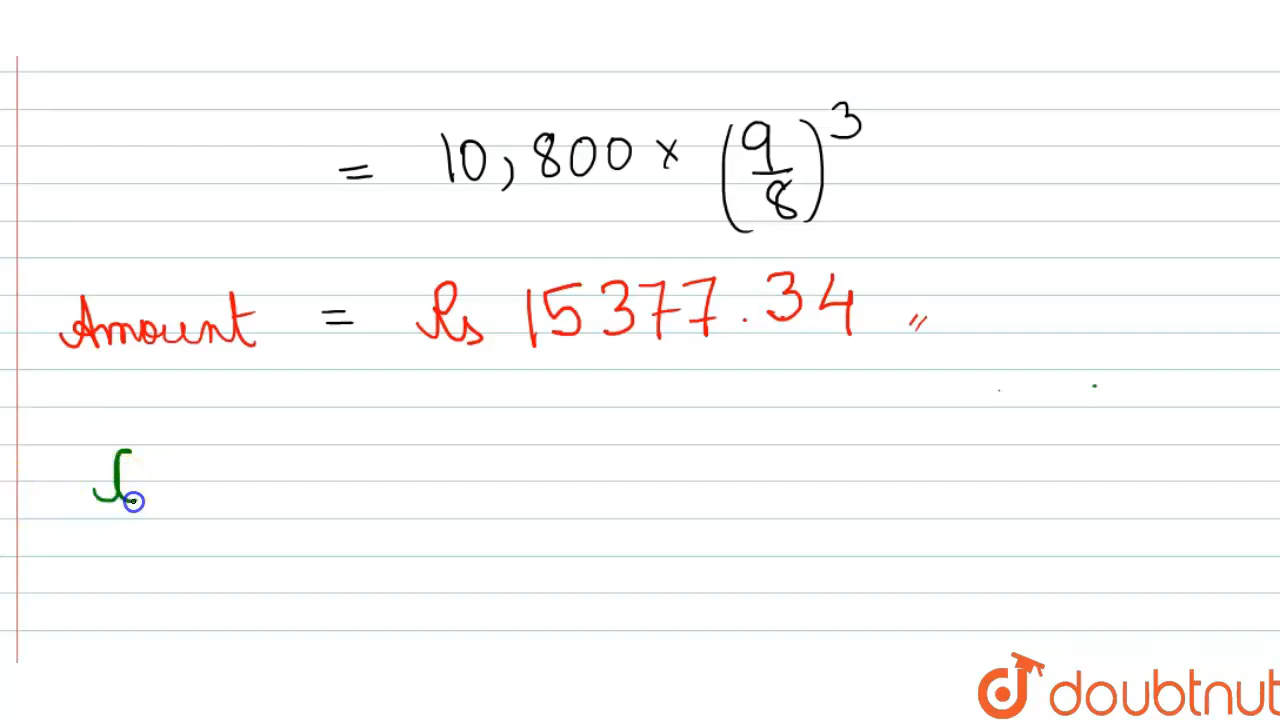 = 10,800 × (9/8)^3
Amount = Rs 15377.34 „
doubtnut